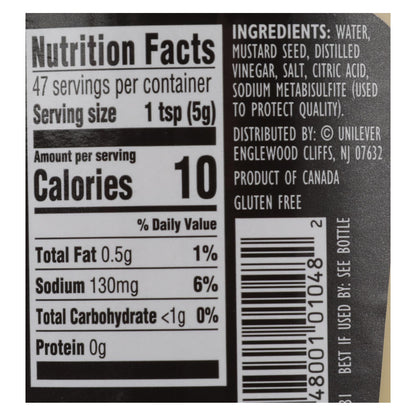 Nutrition Facts
47 servings per container
Serving size 1 tsp (5g)
Amount per serving
Calories 10
% Daily Value
Total Fat 0.5g 1%
Sodium 130mg 6%
Total Carbohydrate <1g 0%
Protein 0g
INGREDIENTS: WATER,
MUSTARD SEED, DISTILLED
VINEGAR, SALT, CITRIC ACID,
SODIUM METABISULFITE (USED
TO PROTECT QUALITY).
DISTRIBUTED BY: © UNILEVER
ENGLEWOOD CLIFFS, NJ 07632
PRODUCT OF CANADA
GLUTEN FREE
48001 01048 2
BEST IF USED BY: SEE BOTTLE